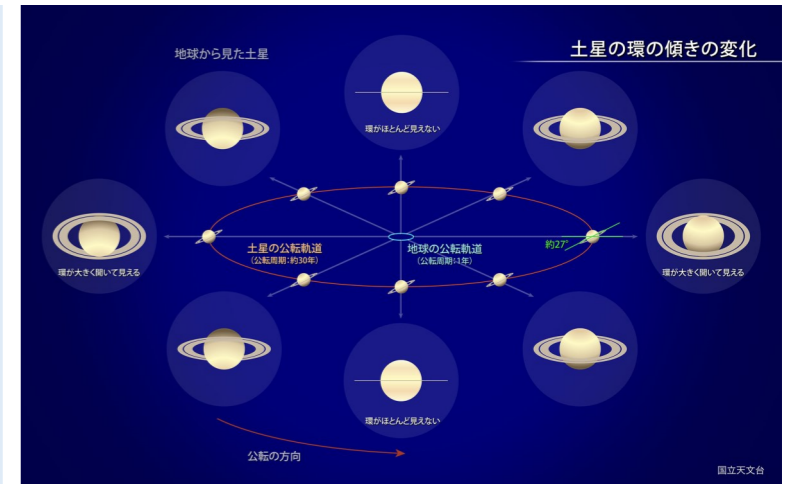 土星の環の傾きの変化
地球から見た土星
環がほとんど見えない
環が大きく開いて見える
土星の公転軌道
(公転周期:約30年)
地球の公転軌道
(公転周期:1年)
約27°
環が大きく開いて見える
環がほとんど見えない
公転の方向
国立天文台